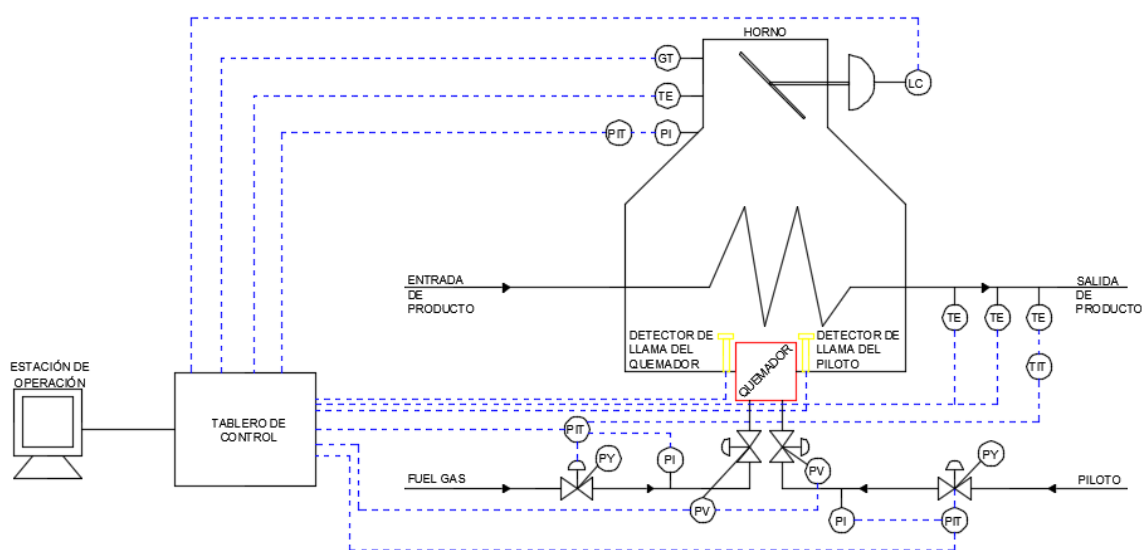 HORNO
GT
LC
TE
PIT
PI
ENTRADA
DE
PRODUCTO
SALIDA
DE
PRODUCTO
TE
TE
TE
DETECTOR DE
LLAMA DEL
QUEMADOR
QUEMADOR
DETECTOR DE
LLAMA DEL
PILOTO
TIT
ESTACIÓN DE
OPERACIÓN
TABLERO DE
CONTROL
PIT
PI
PY
FUEL GAS
PV
PV
PY
PILOTO
PI
PIT